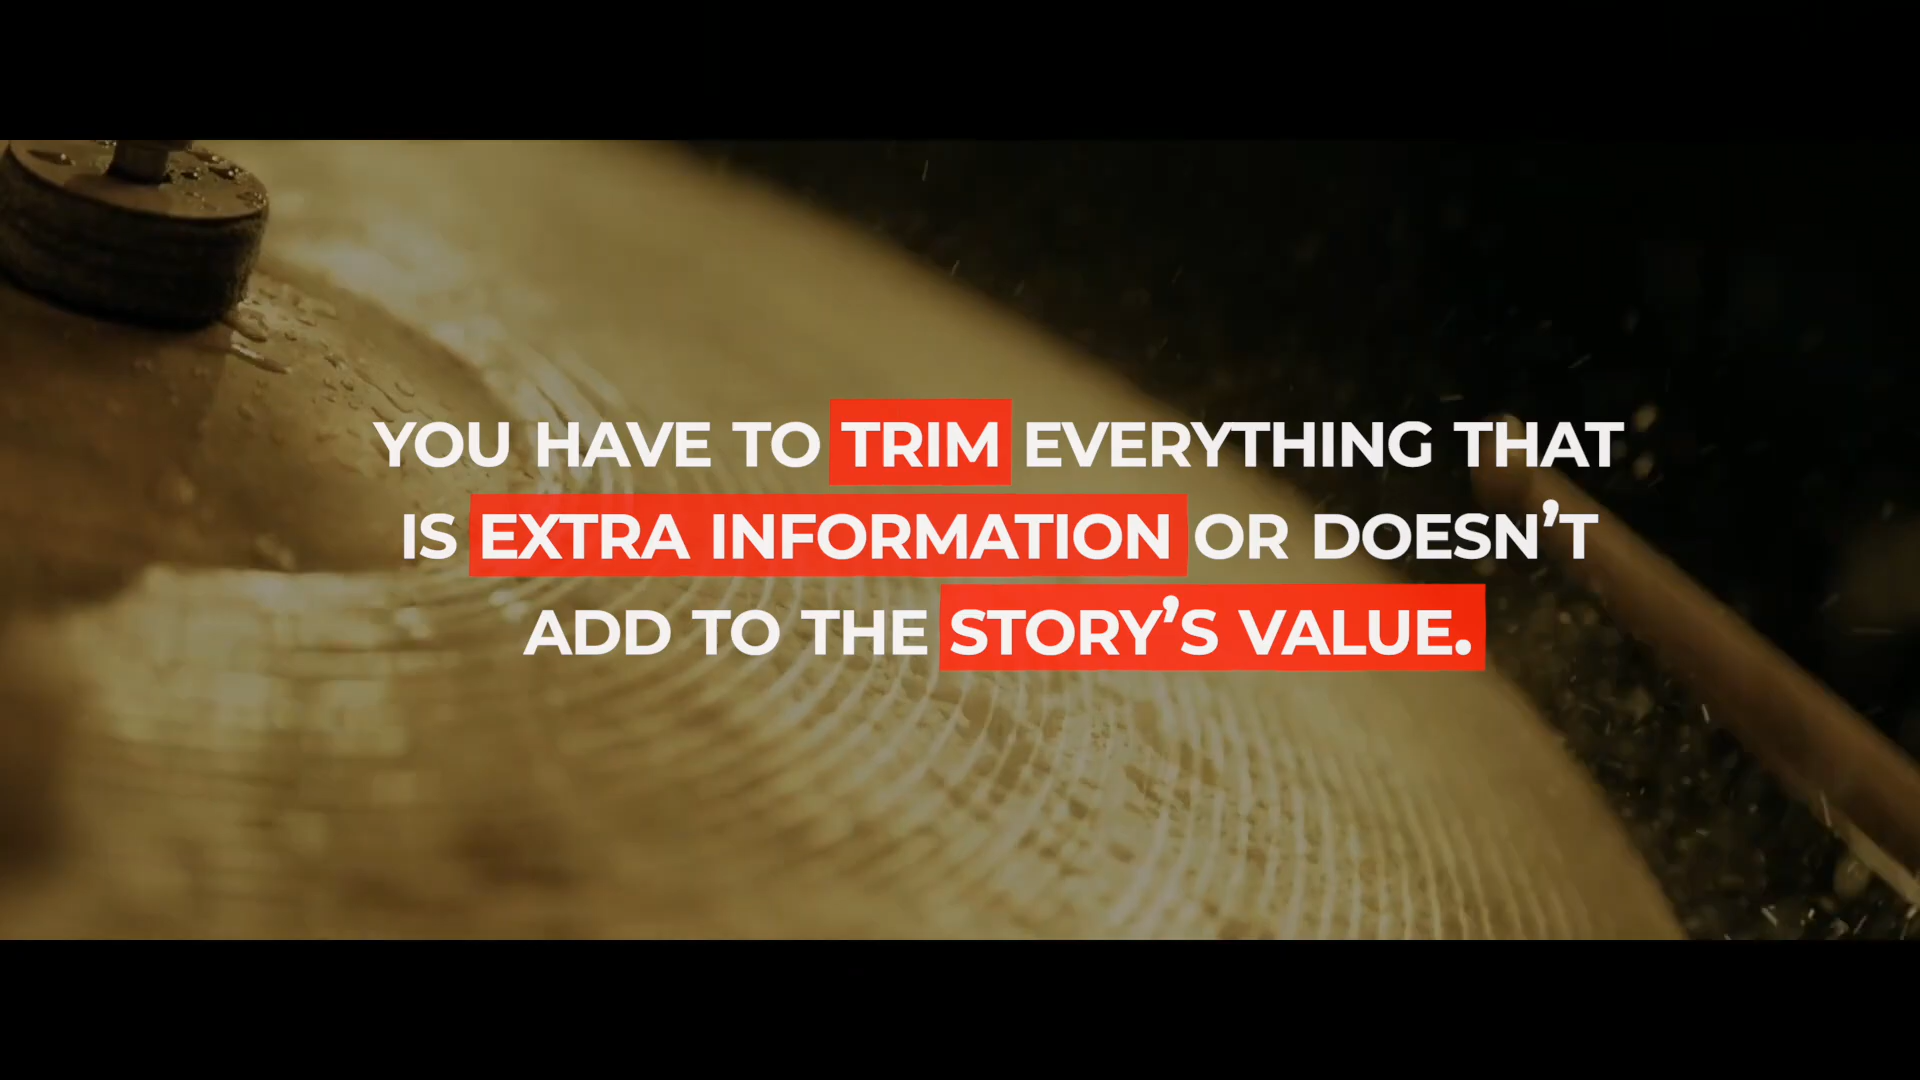 YOU HAVE TO TRIM EVERYTHING THAT
IS EXTRA INFORMATION OR DOESN’T
ADD TO THE STORY’S VALUE.